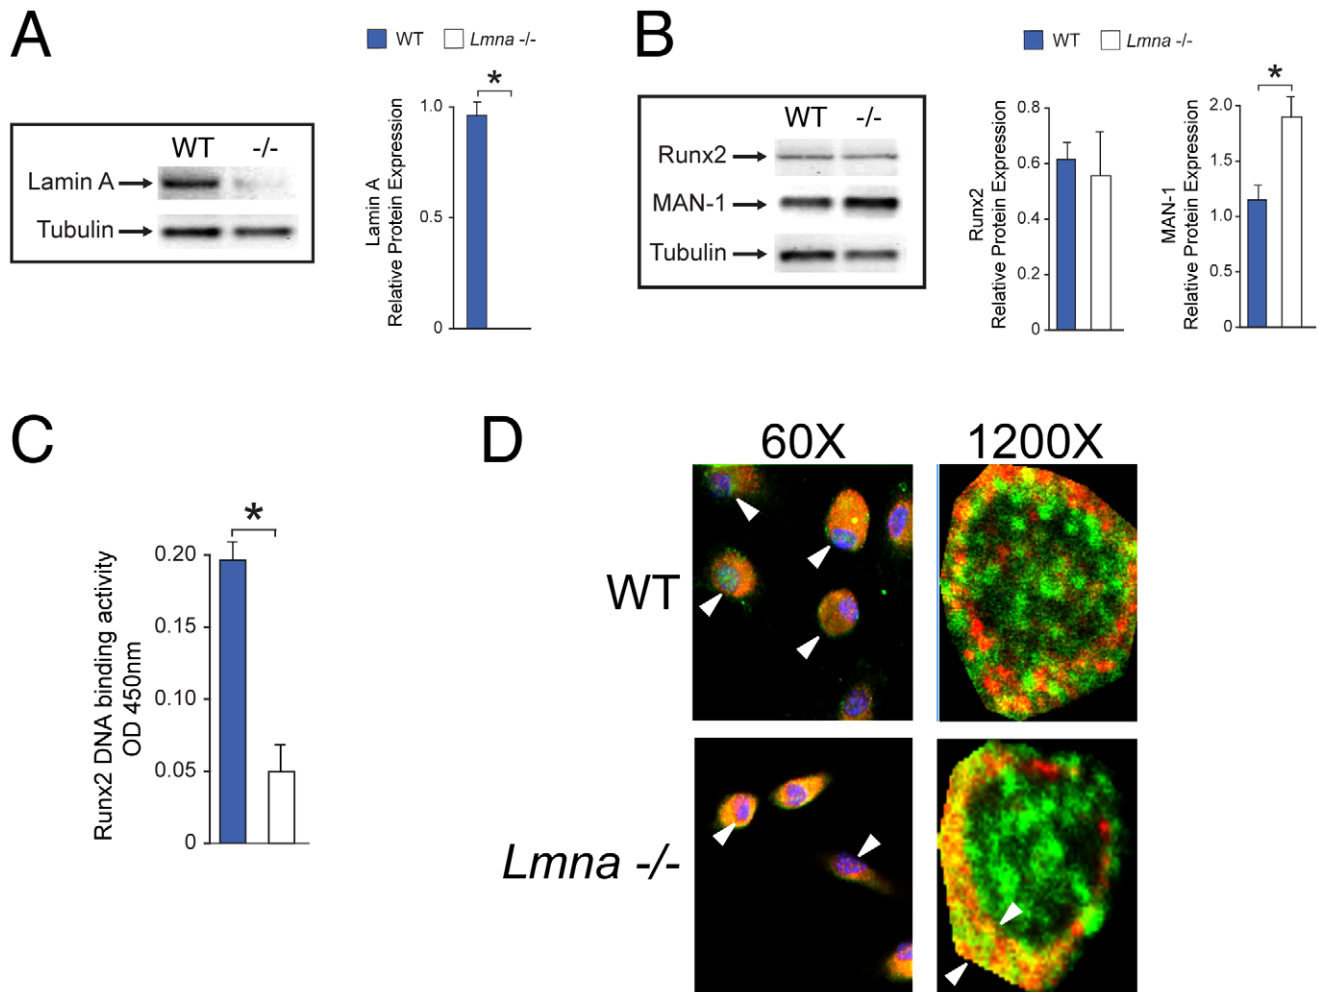 A
WT Lmna -/-
*
WT -/-
Lamin A
Tubulin
Lamin A
Relative Protein Expression
1.0
0.5
0
B
WT Lmna -/-
WT -/-
Runx2
MAN-1
Tubulin
Runx2
Relative Protein Expression
0.8
0.6
0.4
0.2
0
*
MAN-1
Relative Protein Expression
2.0
1.5
1.0
0.5
0
C
*
Runx2 DNA binding activity
OD 450nm
0.20
0.15
0.10
0.05
0
D
60X 1200X
WT
Lmna -/-